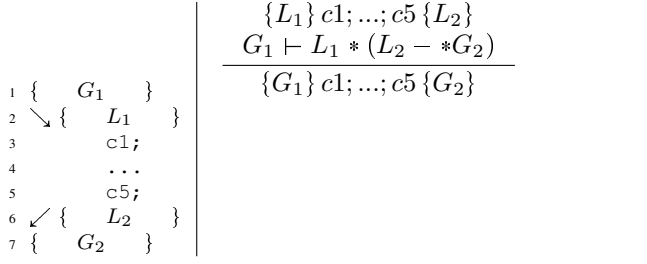 1 { G₁ }
2 ↘ { L₁ }
3 c1;
4 ...
5 c5;
6 ↙ { L₂ }
7 { G₂ }
{L₁} c1; ...; c5 {L₂}
G₁ ⊢ L₁ * (L₂ − *G₂)
{G₁} c1; ...; c5 {G₂}